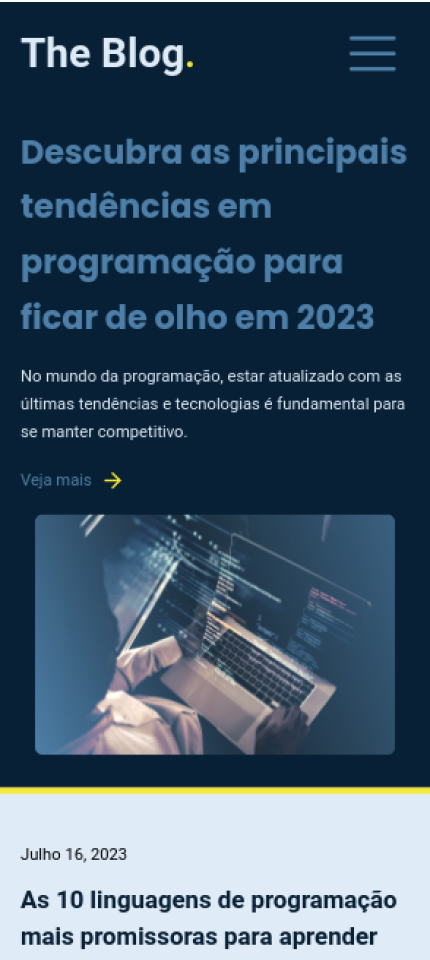 The Blog.
Descubra as principais
tendências em
programação para
ficar de olho em 2023
No mundo da programação, estar atualizado com as
últimas tendências e tecnologias é fundamental para
se manter competitivo.
Veja mais
Julho 16, 2023
As 10 linguagens de programação
mais promissoras para aprender